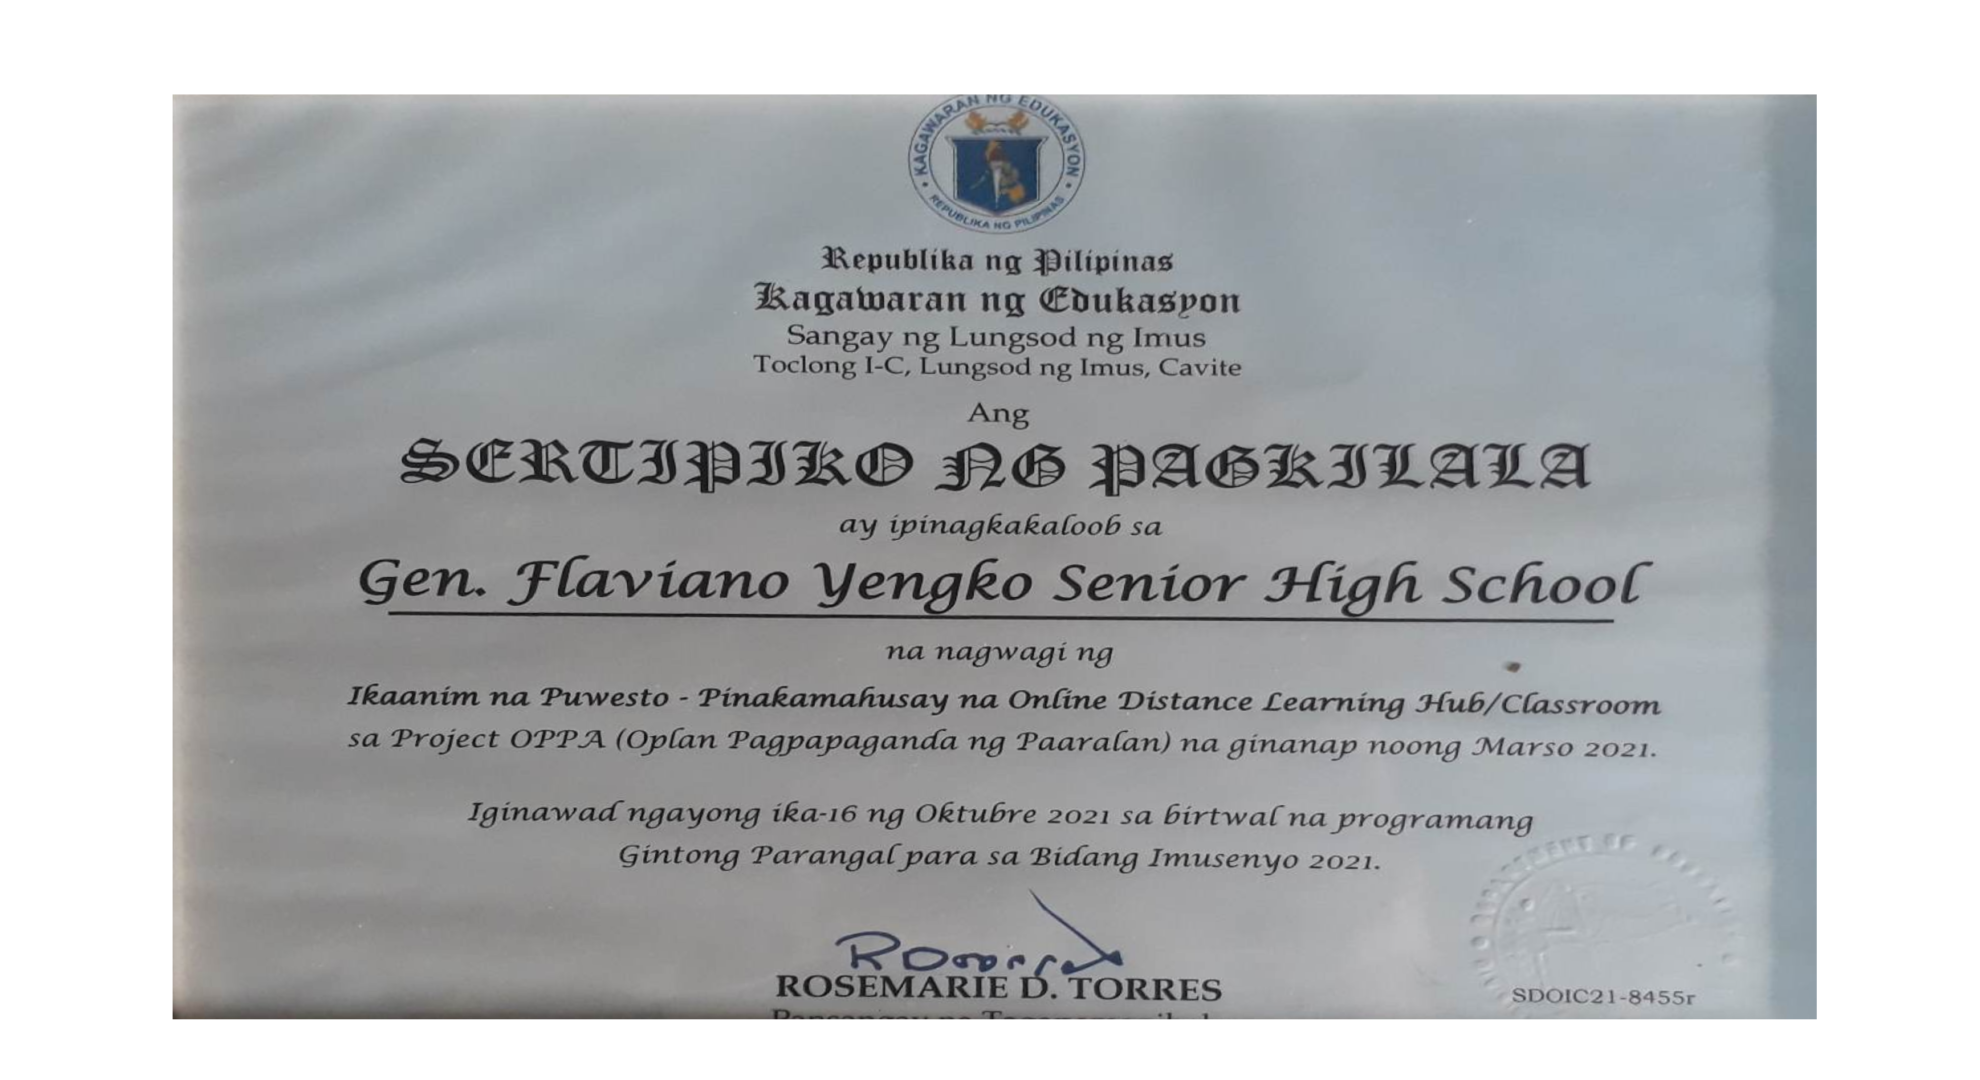 KAGAWARAN NG EDUKASYON
REPUBLIKA NG PILIPINAS
Republika ng Pilipinas
Kagawaran ng Edukasyon
Sangay ng Lungsod ng Imus
Toclong I-C, Lungsod ng Imus, Cavite
Ang
SERTIPIKO NG PAGKILALA
ay ipinagkakaloob sa
Gen. Flaviano Yengko Senior High School
na nagwagi ng
Ikaanim na Puwesto - Pinakamahusay na Online Distance Learning Hub/Classroom
sa Project OPPA (Oplan Pagpapaganda ng Paaralan) na ginanap noong Marso 2021.
Iginawad ngayong ika-16 ng Oktubre 2021 sa birtwal na programang
Gintong Parangal para sa Bidang Imusenyo 2021.
ROSEMARIE D. TORRES
SDOIC21-8455r